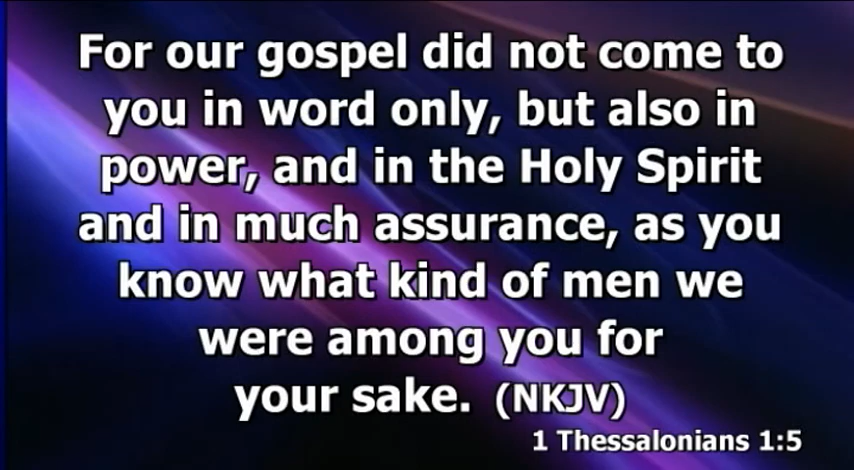 For our gospel did not come to
you in word only, but also in
power, and in the Holy Spirit
and in much assurance, as you
know what kind of men we
were among you for
your sake. (NKJV)
1 Thessalonians 1:5